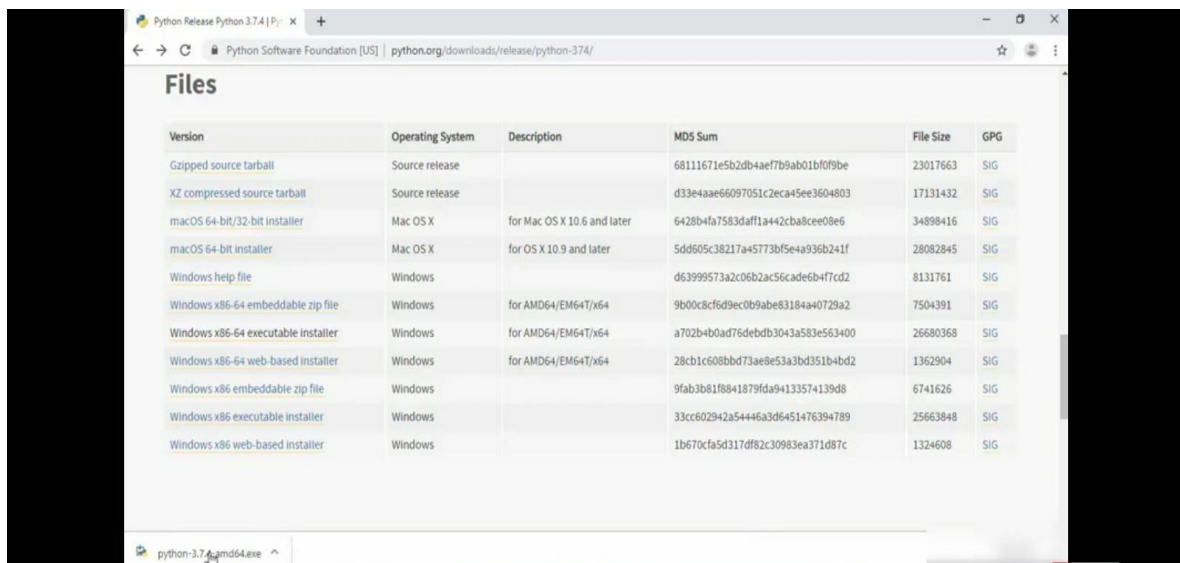 Python Release Python 3.7.4 | Py
Python Software Foundation [US] | python.org/downloads/release/python-374/
Files
Version Operating System Description MD5 Sum File Size GPG
Gzipped source tarball Source release 68111671e5b2db4aef7b9ab01bf0f9be 23017663 SIG
XZ compressed source tarball Source release d33e4aae66097051c2eca45ee3604803 17131432 SIG
macOS 64-bit/32-bit installer Mac OS X for Mac OS X 10.6 and later 6428b4fa7583daff1a442cba8cee08e6 34898416 SIG
macOS 64-bit installer Mac OS X for OS X 10.9 and later 5dd605c38217a45773bf5e4a936b241f 28082845 SIG
Windows help file Windows d63999573a2c06b2ac56cade6b4f7cd2 8131761 SIG
Windows x86-64 embeddable zip file Windows for AMD64/EM64T/x64 9b00c8cf6d9ec0b9abe83184a40729a2 7504391 SIG
Windows x86-64 executable installer Windows for AMD64/EM64T/x64 a702b4b0ad76debdb3043a583e563400 26680368 SIG
Windows x86-64 web-based installer Windows for AMD64/EM64T/x64 28cb1c608bbd73ae8e53a3bd351b4bd2 1362904 SIG
Windows x86 embeddable zip file Windows 9fab3b81f8841879fda94133574139d8 6741626 SIG
Windows x86 executable installer Windows 33cc602942a54446a3d6451476394789 25663848 SIG
Windows x86 web-based installer Windows 1b670cfa5d317df82c30983ea371d87c 1324608 SIG
python-3.7.4-amd64.exe